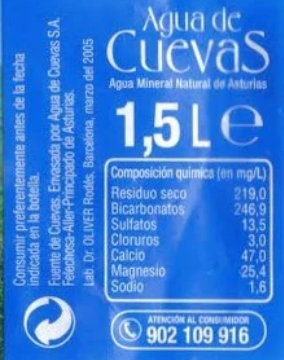 Agua de
CUEVAS
Agua Mineral Natural de Asturias
1,5 L e
Composición química (en mg/L)
Residuo seco 219,0
Bicarbonatos 246,9
Sulfatos 13,5
Cloruros 3,0
Calcio 47,0
Magnesio 25,4
Sodio 1,6
ATENCIÓN AL CONSUMIDOR
902 109 916
Consumir preferentemente antes de la fecha
indicada en la botella.
Fuente de Cuevas. Envasada por Agua de Cuevas S.A.
Felechosa-Aller-Principado de Asturias.
Lab. Dr. OLIVER Rodés. Barcelona, marzo del 2005